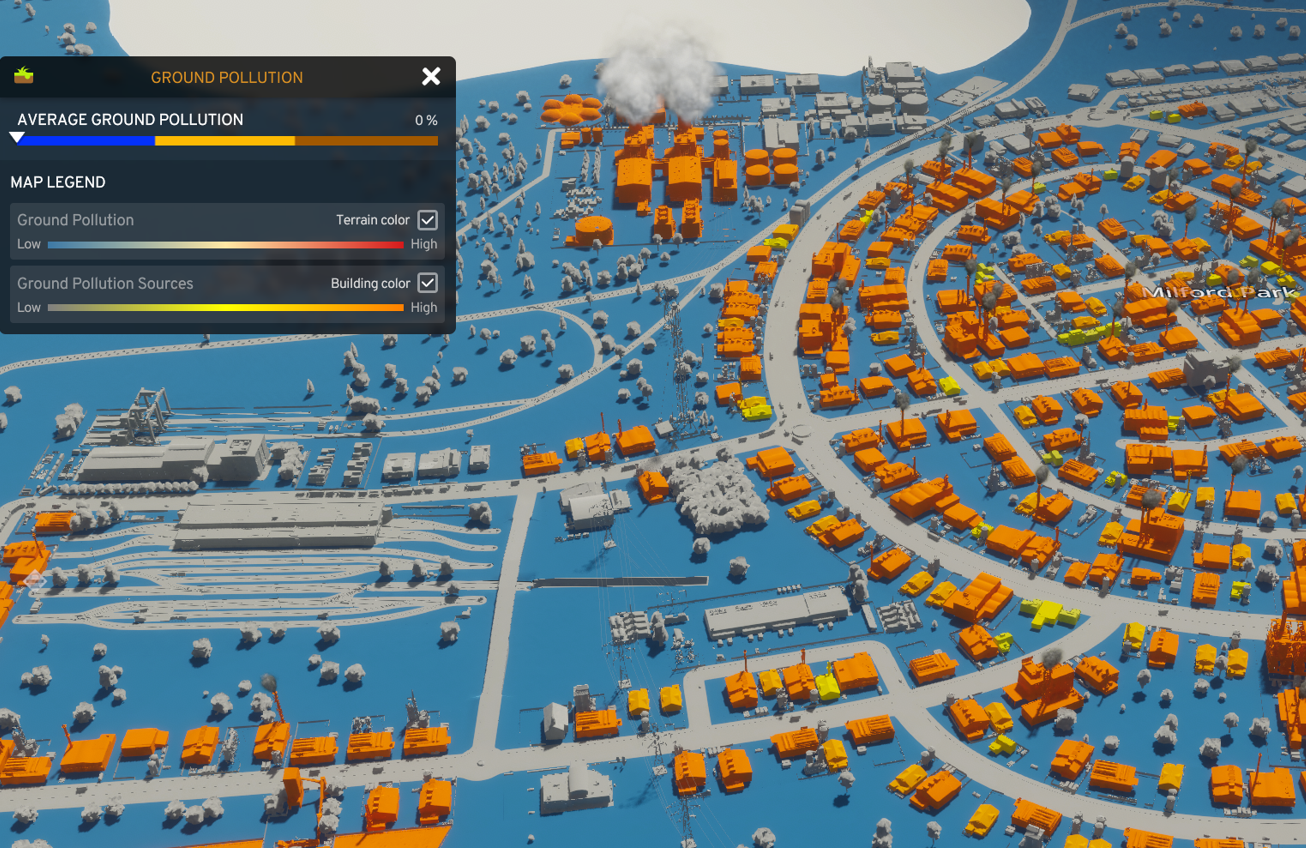 GROUND POLLUTION
AVERAGE GROUND POLLUTION 0 %
MAP LEGEND
Ground Pollution Terrain color
Low High
Ground Pollution Sources Building color
Low High
Milford Park